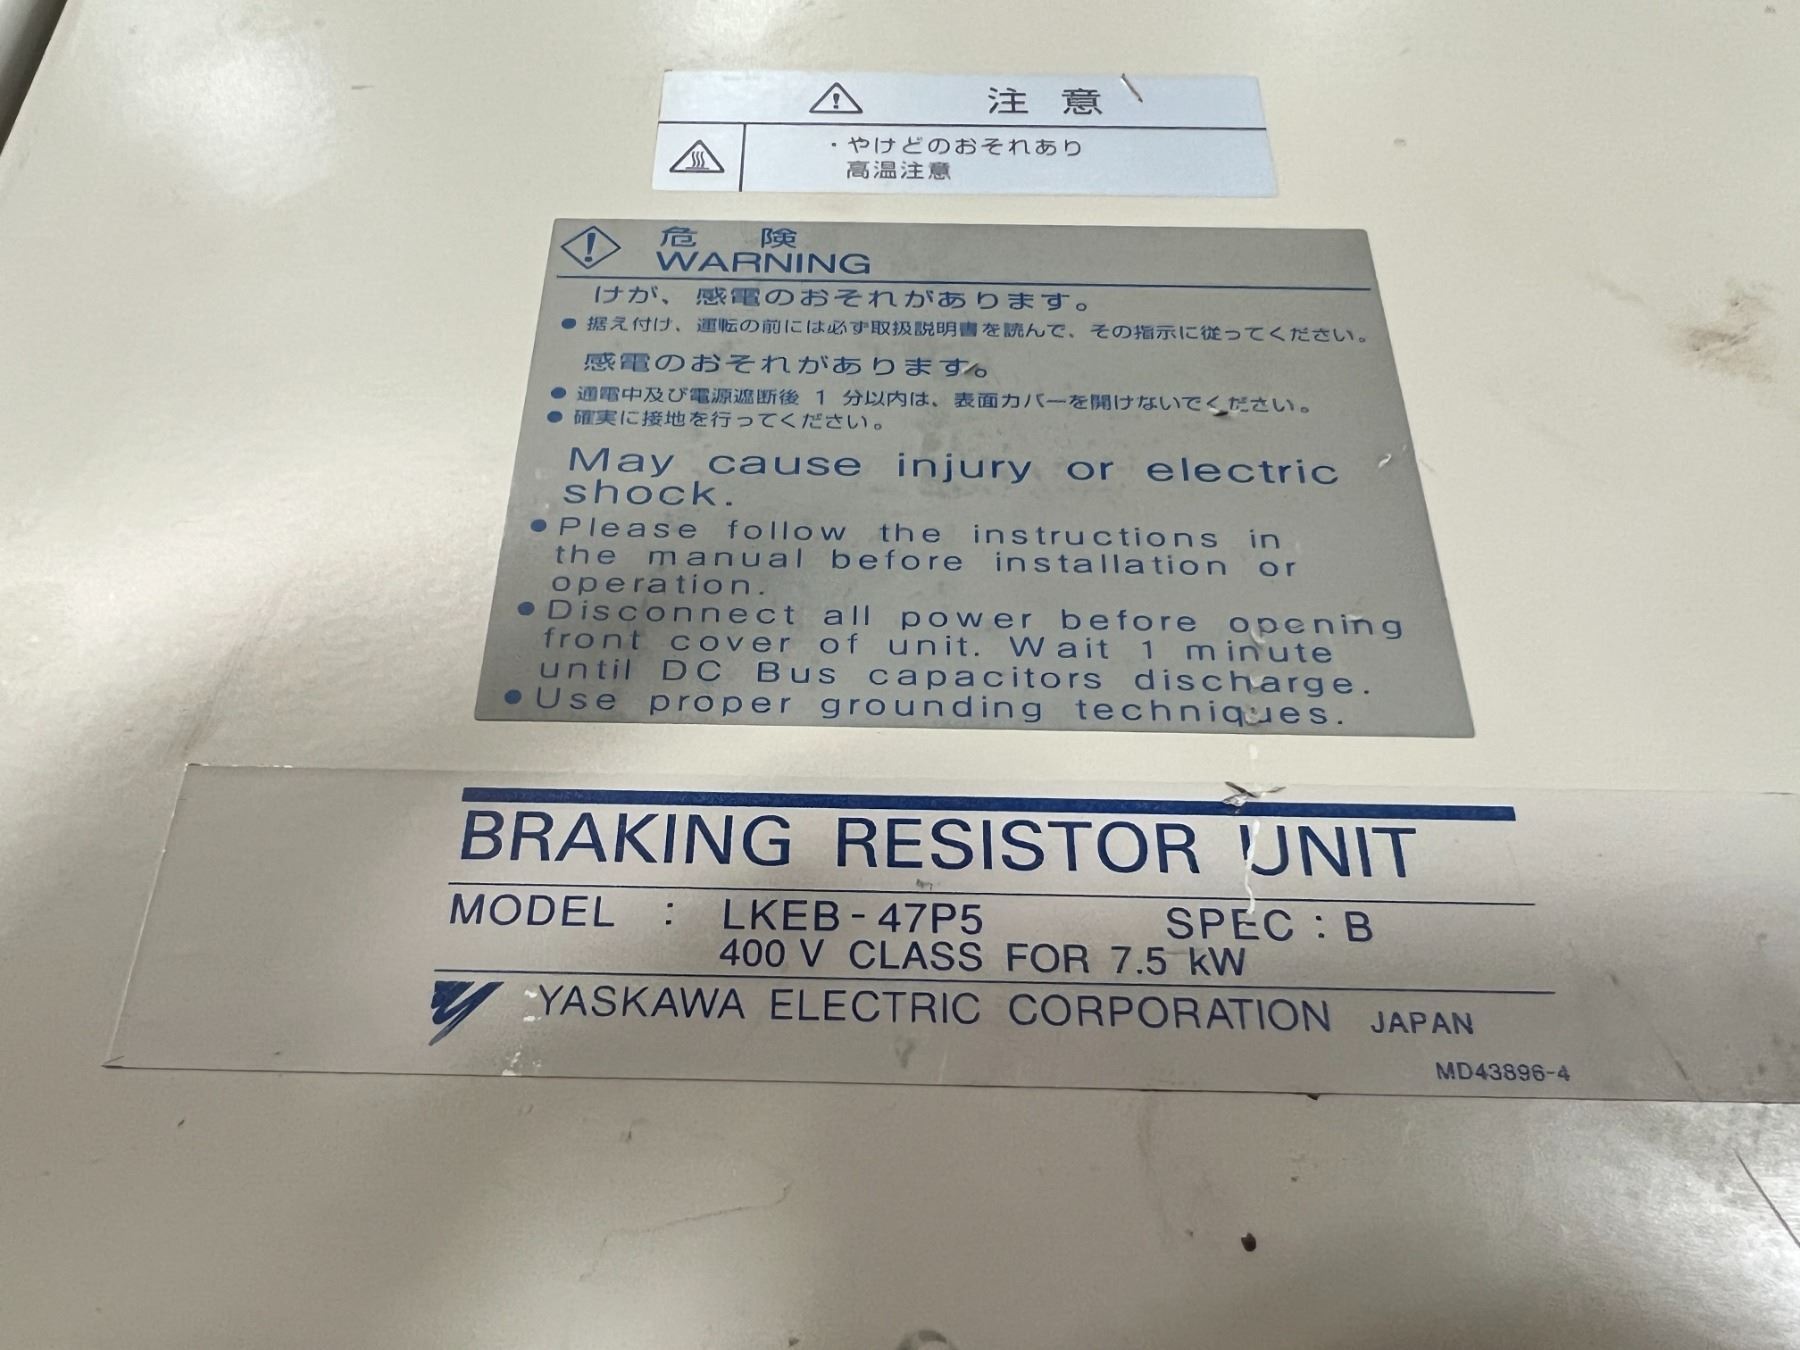 注意
・やけどのおそれあり
高温注意
危険
WARNING
けが、感電のおそれがあります。
● 据え付け、運転の前には必ず取扱説明書を読んで、その指示に従ってください。
感電のおそれがあります。
● 通電中及び電源遮断後 1 分以内は、表面カバーを開けないでください。
● 確実に接地を行ってください。
May cause injury or electric
shock.
● Please follow the instructions in
the manual before installation or
operation.
● Disconnect all power before opening
front cover of unit. Wait 1 minute
until DC Bus capacitors discharge.
● Use proper grounding techniques.
BRAKING RESISTOR UNIT
MODEL : LKEB-47P5 SPEC : B
400 V CLASS FOR 7.5 kW
YASKAWA ELECTRIC CORPORATION JAPAN
MD43896-4